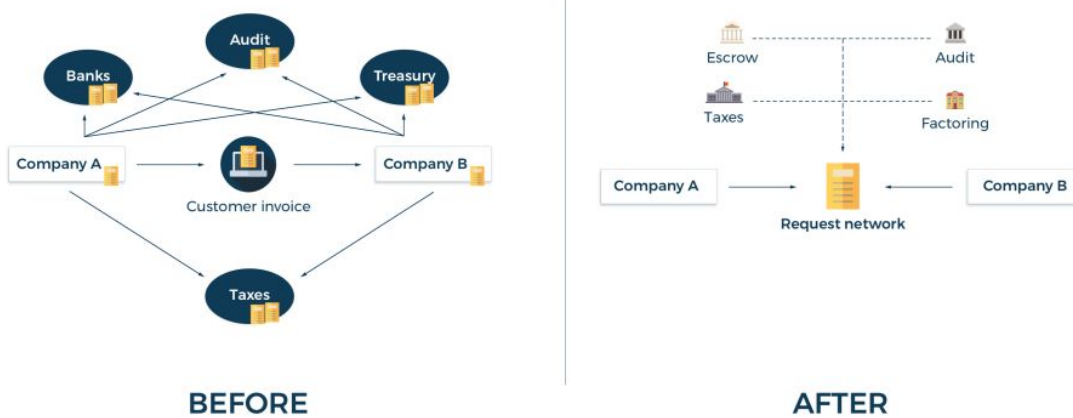 Audit
Banks
Treasury
Company A
Company B
Customer invoice
Taxes
BEFORE
Escrow
Audit
Taxes
Factoring
Company A
Company B
Request network
AFTER